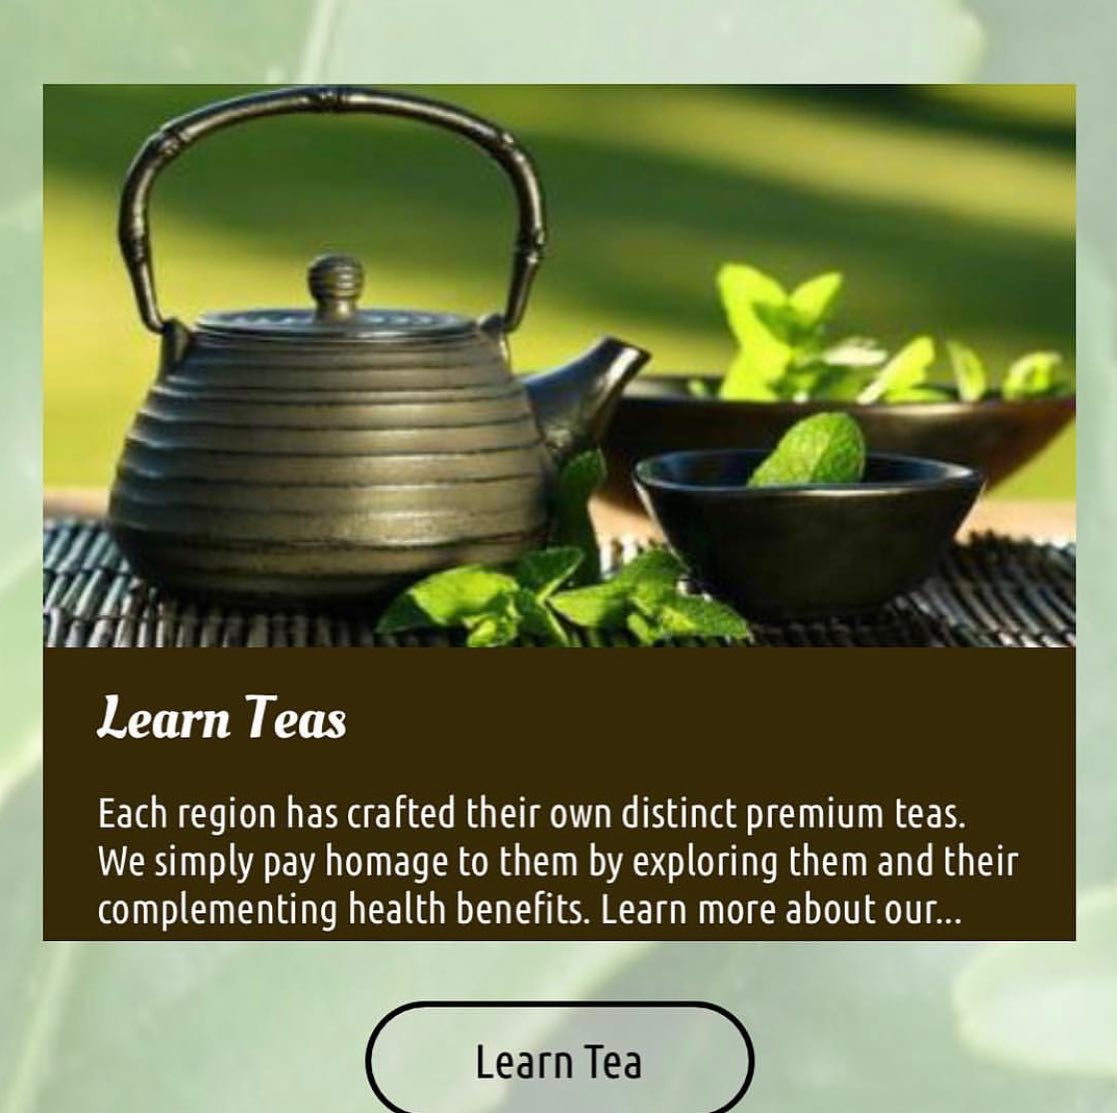 Learn Teas
Each region has crafted their own distinct premium teas.
We simply pay homage to them by exploring them and their
complementing health benefits. Learn more about our...
Learn Tea